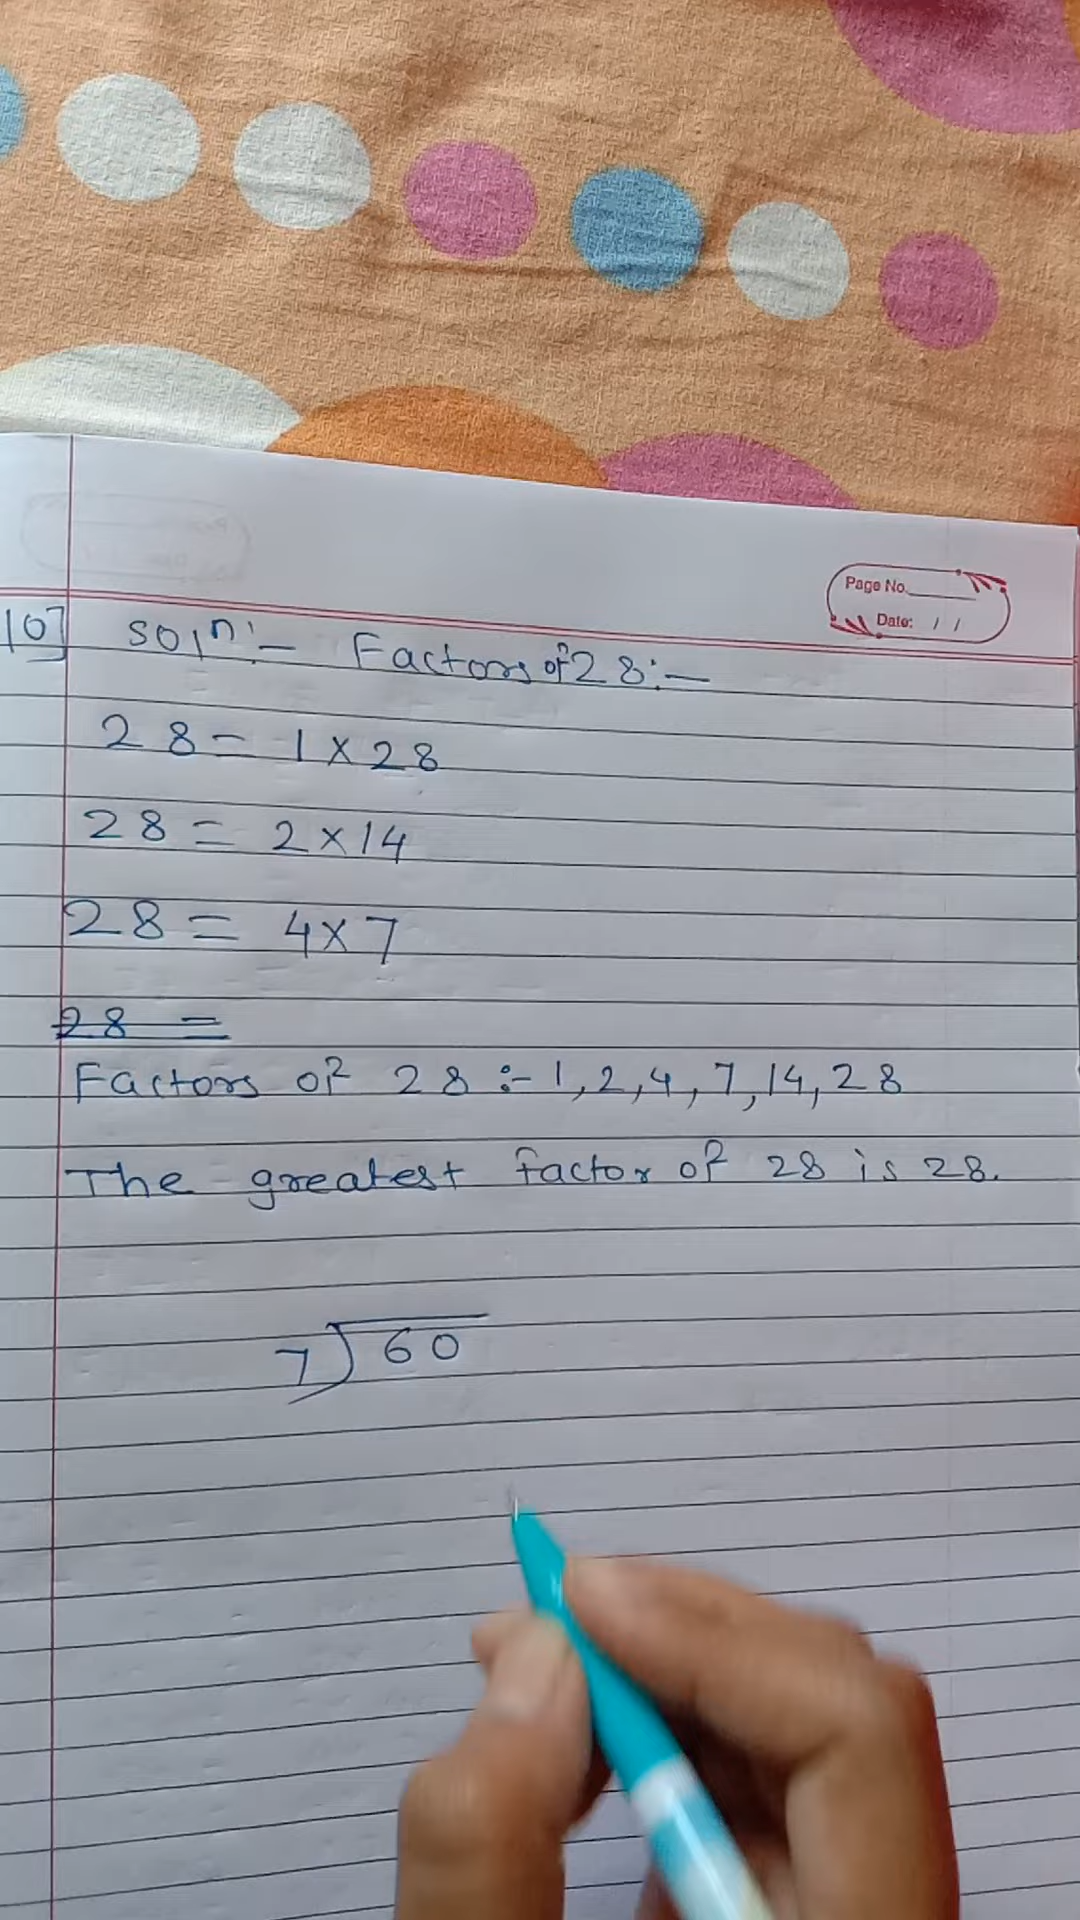 Page No.
Date: / /
10] Soln:- Factors of 28:-
28 = 1 × 28
28 = 2 × 14
28 = 4 × 7
28 =
Factors of 28 :- 1, 2, 4, 7, 14, 28
The greatest factor of 28 is 28.
7)60